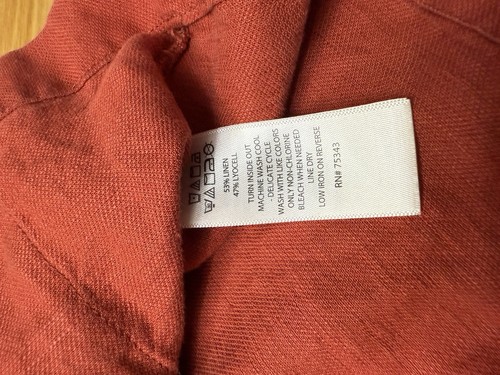 53% LINEN
47% LYOCELL
TURN INSIDE OUT
MACHINE WASH COOL
- DELICATE CYCLE
WASH WITH LIKE COLORS
ONLY NON-CHLORINE
BLEACH WHEN NEEDED
LINE DRY
LOW IRON ON REVERSE
RN# 75343